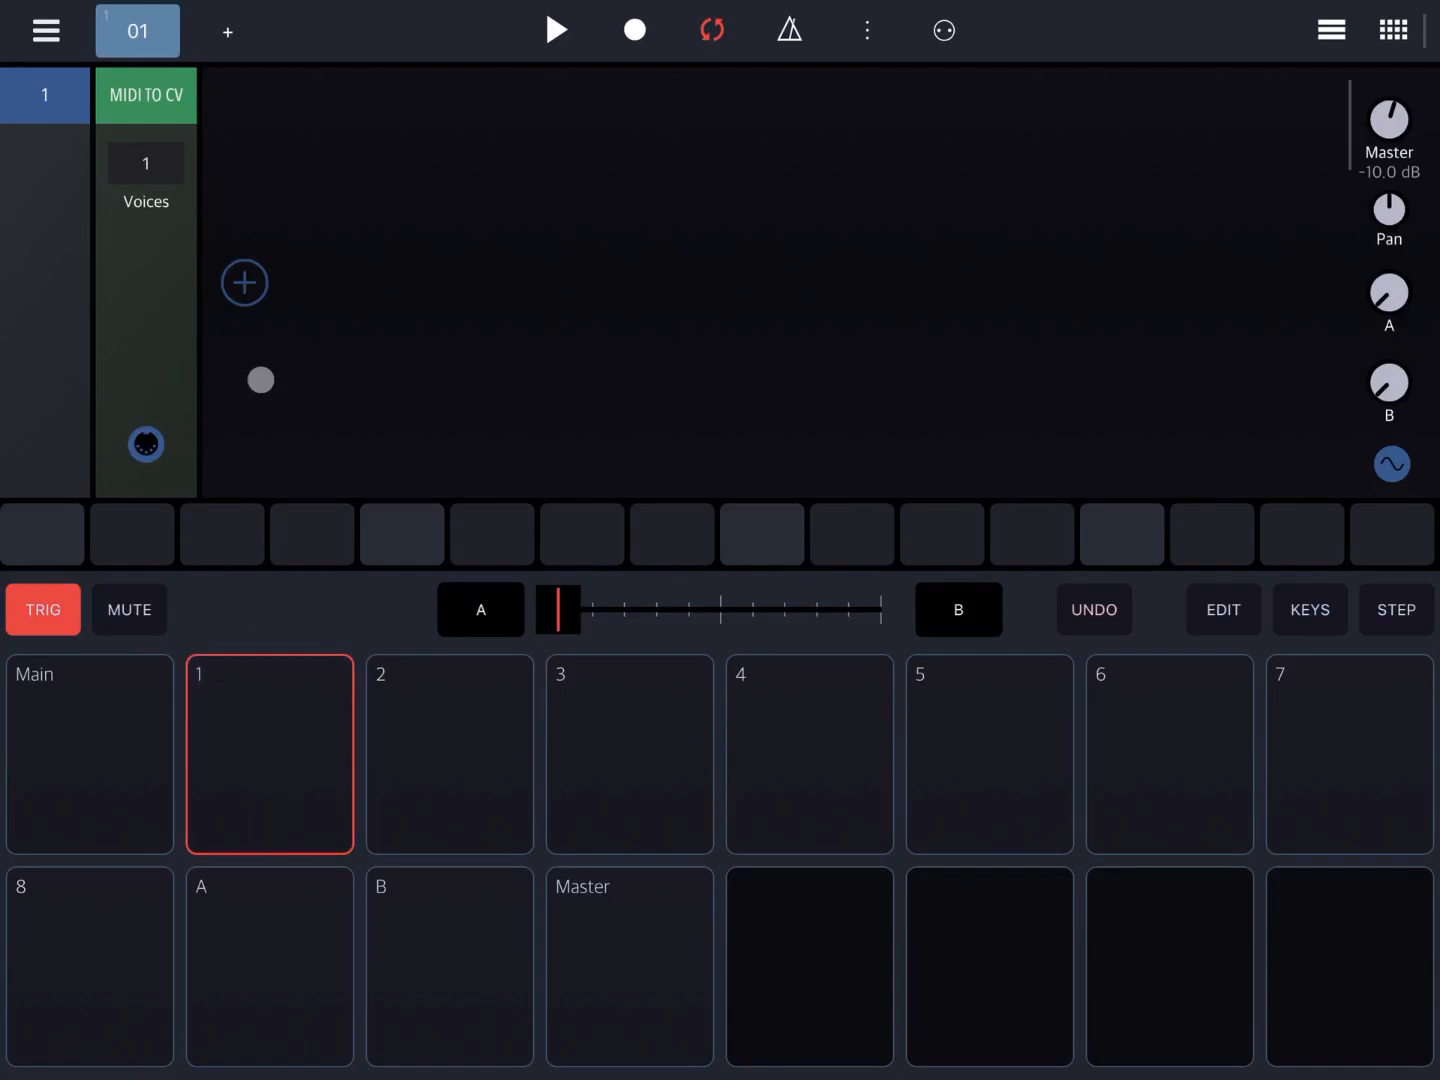 1
01
+
1
MIDI TO CV
1
Voices
Master
-10.0 dB
Pan
A
B
TRIG
MUTE
A
B
UNDO
EDIT
KEYS
STEP
Main
1
2
3
4
5
6
7
8
A
B
Master